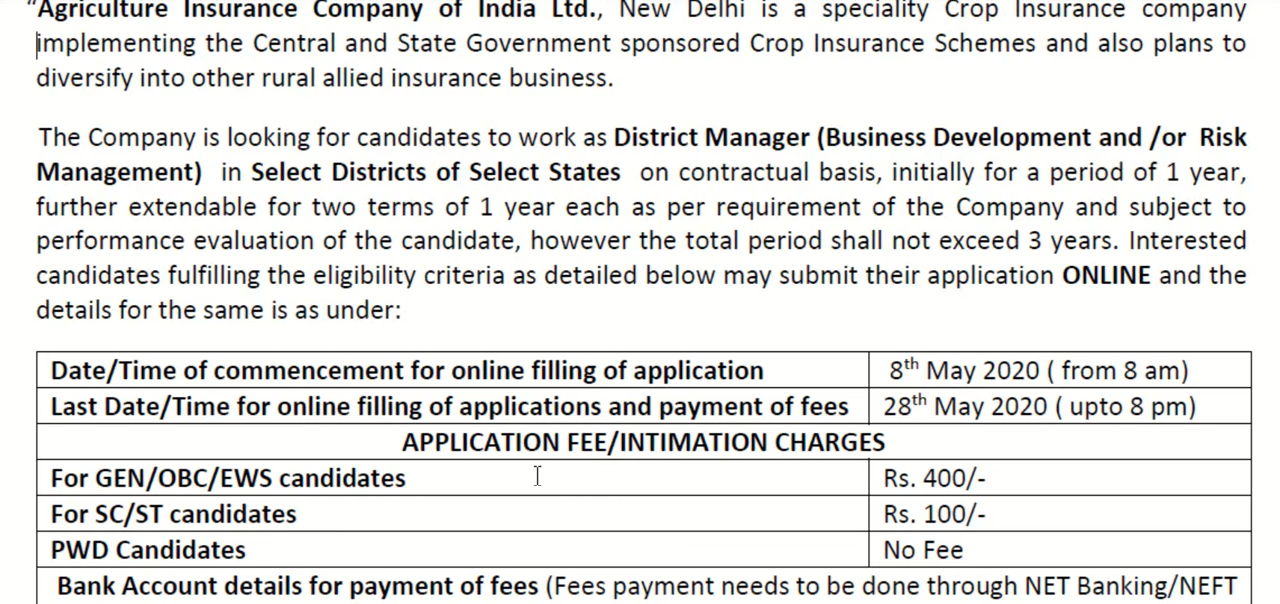 "Agriculture Insurance Company of India Ltd., New Delhi is a speciality Crop Insurance company
implementing the Central and State Government sponsored Crop Insurance Schemes and also plans to
diversify into other rural allied insurance business.
The Company is looking for candidates to work as District Manager (Business Development and /or Risk
Management) in Select Districts of Select States on contractual basis, initially for a period of 1 year,
further extendable for two terms of 1 year each as per requirement of the Company and subject to
performance evaluation of the candidate, however the total period shall not exceed 3 years. Interested
candidates fulfilling the eligibility criteria as detailed below may submit their application ONLINE and the
details for the same is as under:
Date/Time of commencement for online filling of application 8th May 2020 ( from 8 am)
Last Date/Time for online filling of applications and payment of fees 28th May 2020 ( upto 8 pm)
APPLICATION FEE/INTIMATION CHARGES
For GEN/OBC/EWS candidates Rs. 400/-
For SC/ST candidates Rs. 100/-
PWD Candidates No Fee
Bank Account details for payment of fees (Fees payment needs to be done through NET Banking/NEFT